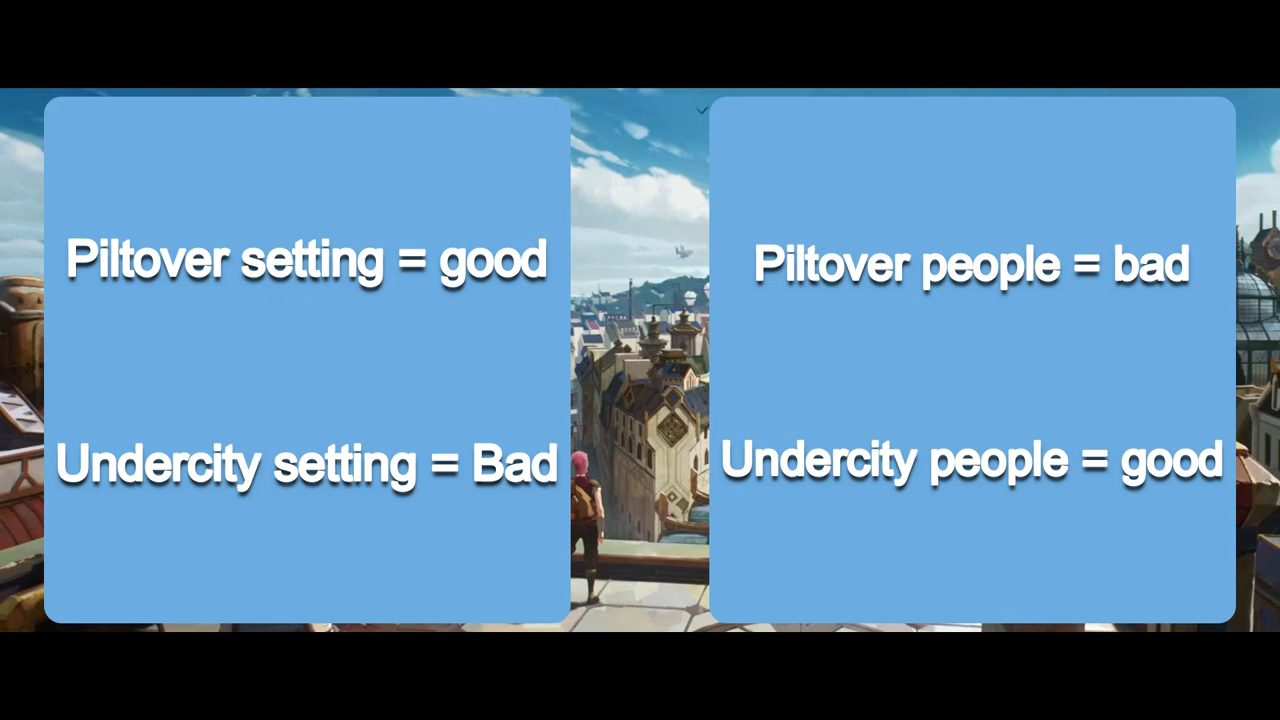 Piltover setting = good
Undercity setting = Bad
Piltover people = bad
Undercity people = good